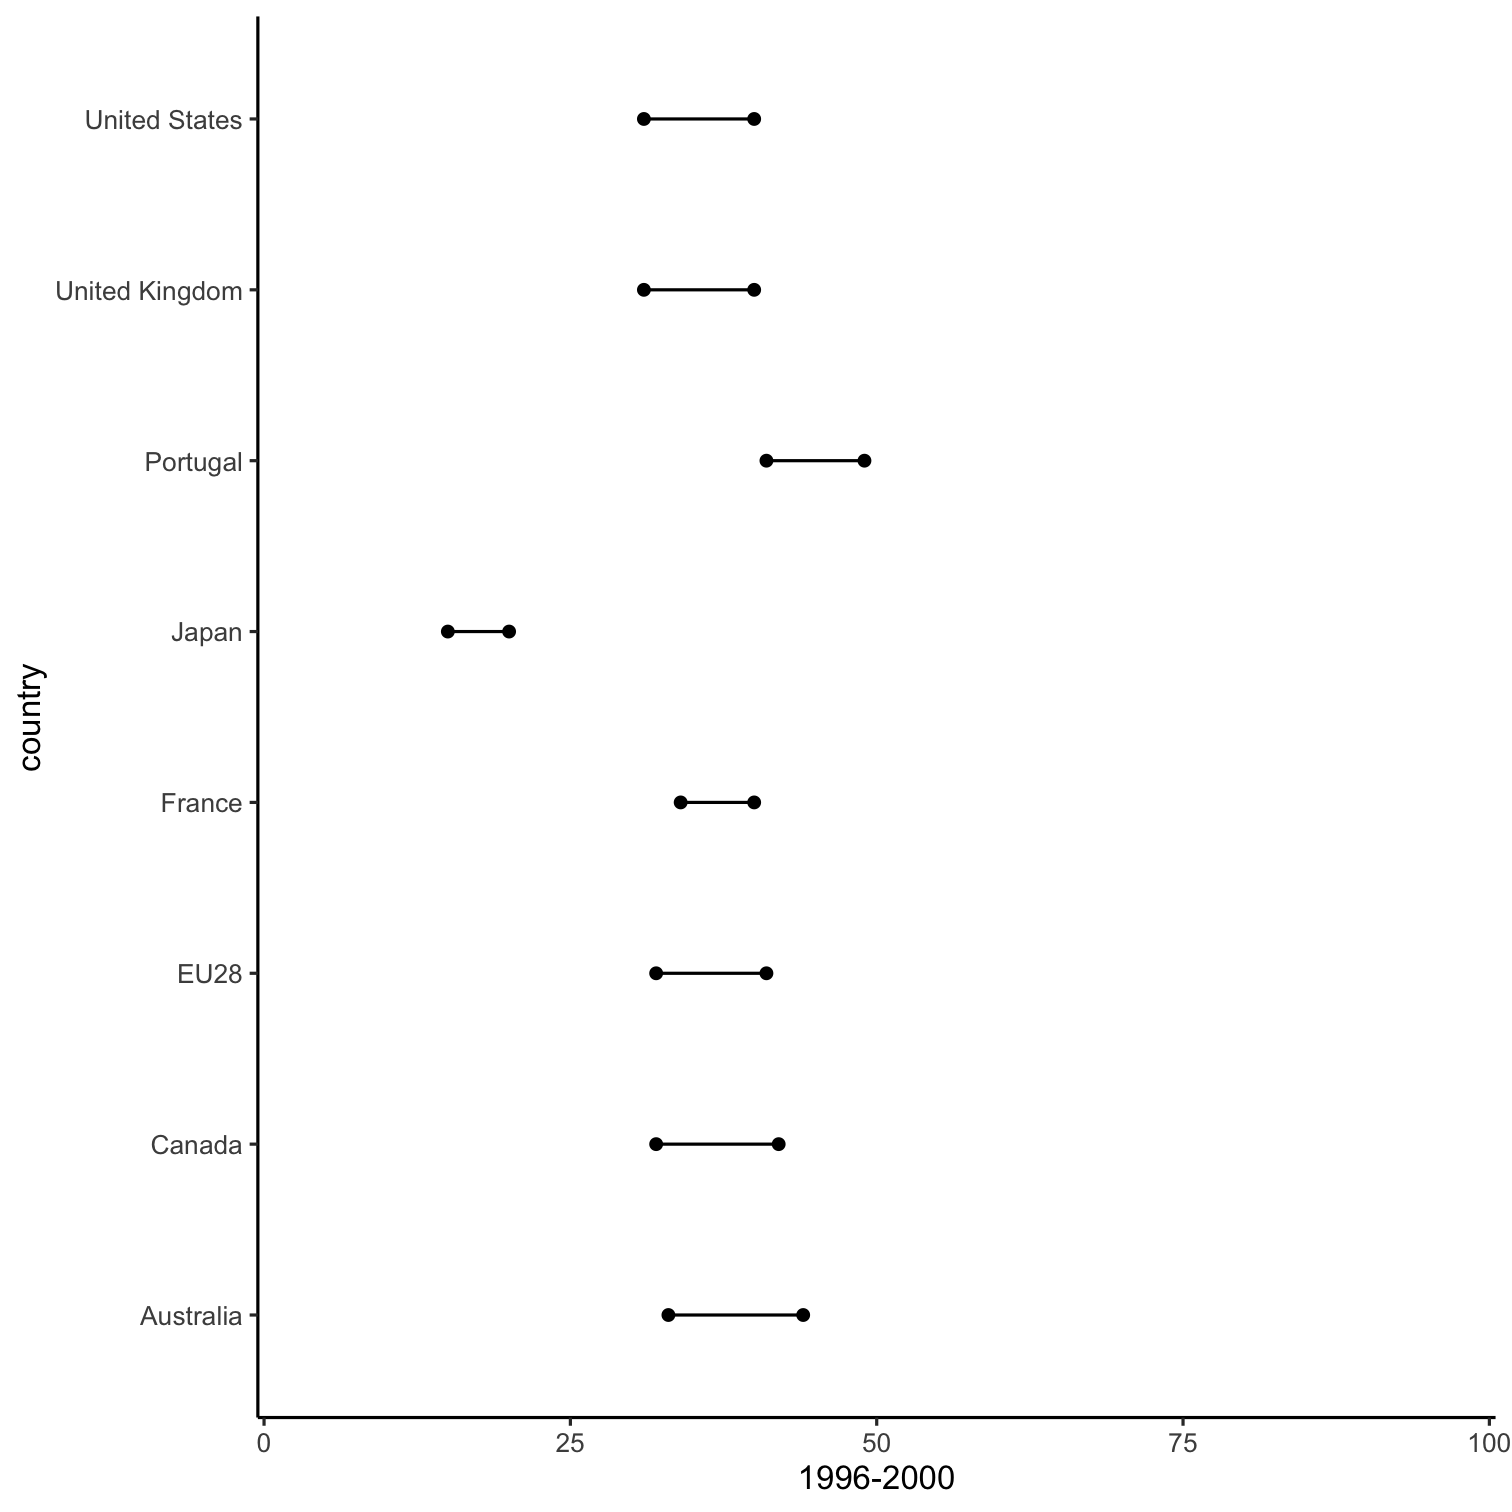 United States
United Kingdom
Portugal
Japan
country
France
EU28
Canada
Australia
0 25 50 75 100
1996-2000